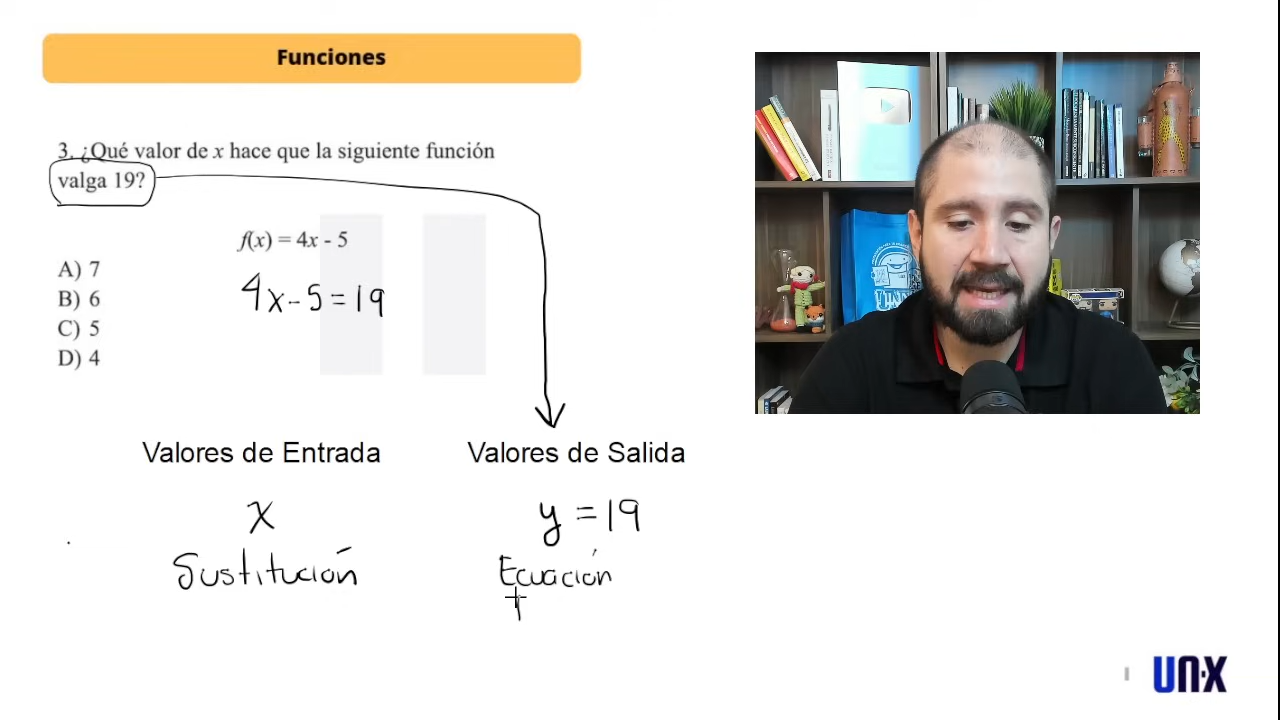 Funciones
3. ¿Qué valor de x hace que la siguiente función
valga 19?
f(x) = 4x - 5
4x - 5 = 19
A) 7
B) 6
C) 5
D) 4
Valores de Entrada
Valores de Salida
x
y = 19
Sustitución
Ecuación
UNX